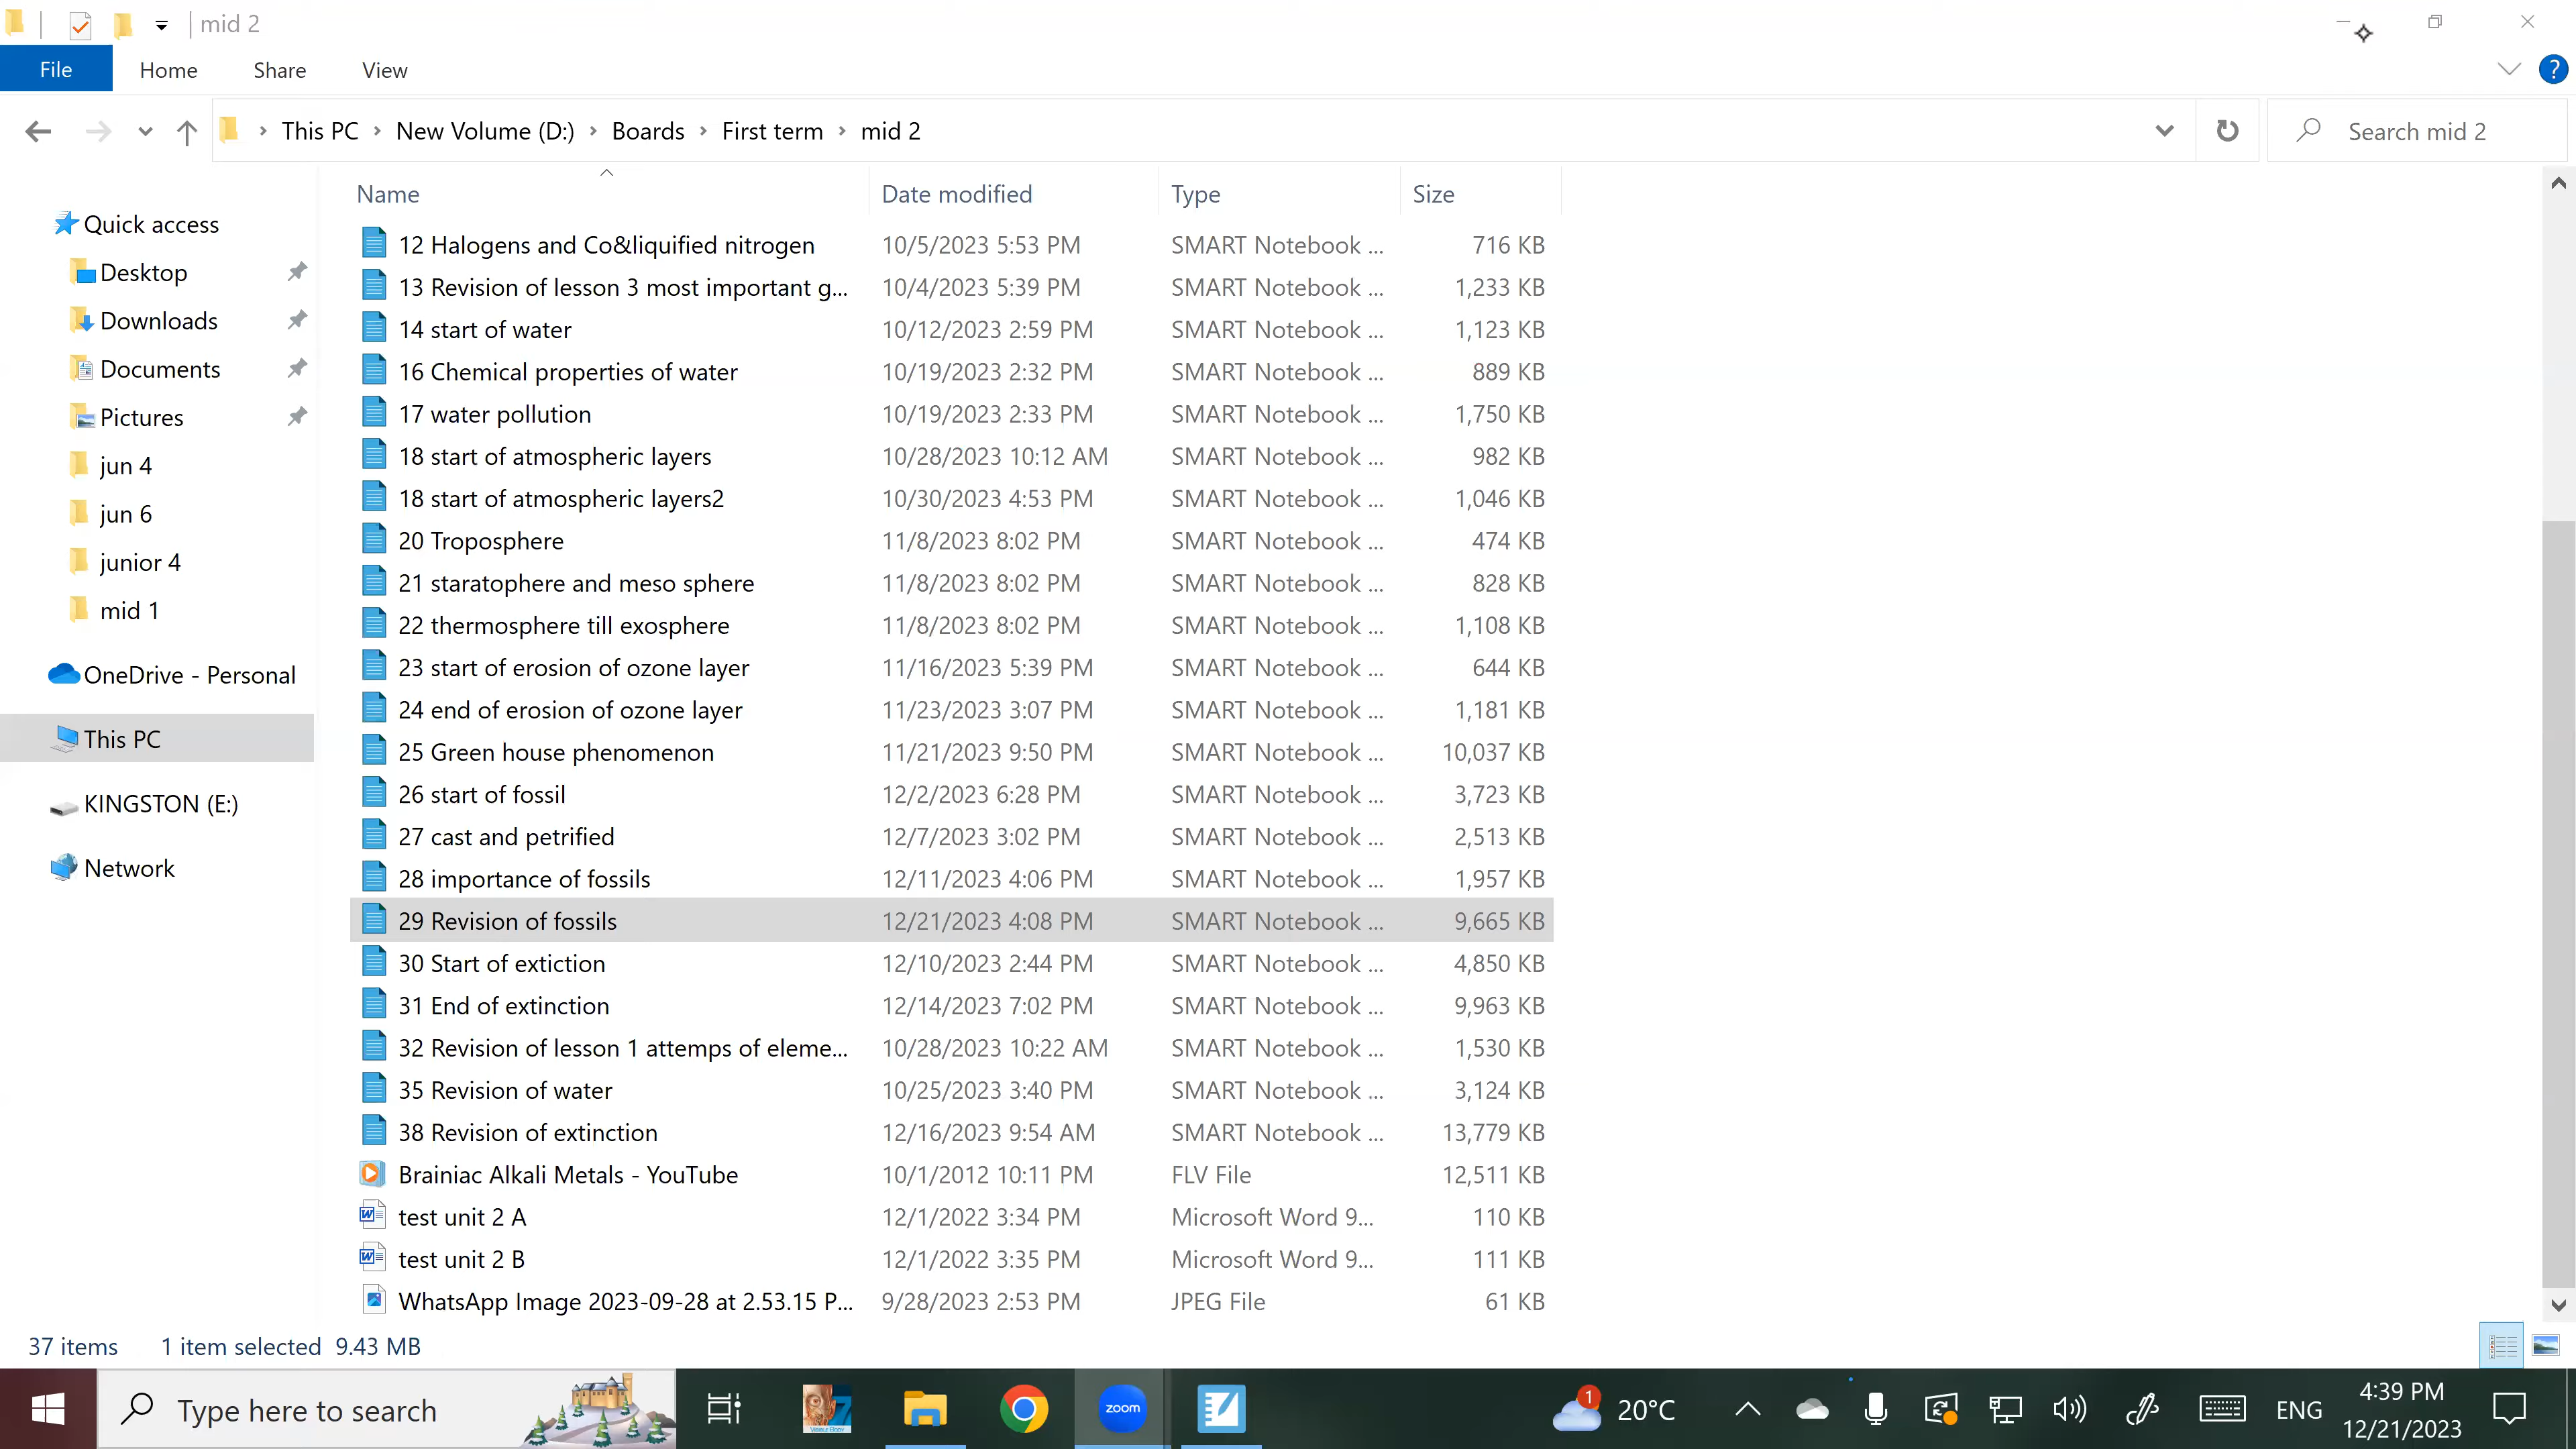 mid 2
File Home Share View
This PC New Volume (D:) Boards First term mid 2 Search mid 2
Name Date modified Type Size
Quick access
Desktop
Downloads
Documents
Pictures
jun 4
jun 6
junior 4
mid 1
OneDrive - Personal
This PC
KINGSTON (E:)
Network
12 Halogens and Co&liquified nitrogen 10/5/2023 5:53 PM SMART Notebook ... 716 KB
13 Revision of lesson 3 most important g... 10/4/2023 5:39 PM SMART Notebook ... 1,233 KB
14 start of water 10/12/2023 2:59 PM SMART Notebook ... 1,123 KB
16 Chemical properties of water 10/19/2023 2:32 PM SMART Notebook ... 889 KB
17 water pollution 10/19/2023 2:33 PM SMART Notebook ... 1,750 KB
18 start of atmospheric layers 10/28/2023 10:12 AM SMART Notebook ... 982 KB
18 start of atmospheric layers2 10/30/2023 4:53 PM SMART Notebook ... 1,046 KB
20 Troposphere 11/8/2023 8:02 PM SMART Notebook ... 474 KB
21 staratophere and meso sphere 11/8/2023 8:02 PM SMART Notebook ... 828 KB
22 thermosphere till exosphere 11/8/2023 8:02 PM SMART Notebook ... 1,108 KB
23 start of erosion of ozone layer 11/16/2023 5:39 PM SMART Notebook ... 644 KB
24 end of erosion of ozone layer 11/23/2023 3:07 PM SMART Notebook ... 1,181 KB
25 Green house phenomenon 11/21/2023 9:50 PM SMART Notebook ... 10,037 KB
26 start of fossil 12/2/2023 6:28 PM SMART Notebook ... 3,723 KB
27 cast and petrified 12/7/2023 3:02 PM SMART Notebook ... 2,513 KB
28 importance of fossils 12/11/2023 4:06 PM SMART Notebook ... 1,957 KB
29 Revision of fossils 12/21/2023 4:08 PM SMART Notebook ... 9,665 KB
30 Start of extiction 12/10/2023 2:44 PM SMART Notebook ... 4,850 KB
31 End of extinction 12/14/2023 7:02 PM SMART Notebook ... 9,963 KB
32 Revision of lesson 1 attemps of eleme... 10/28/2023 10:22 AM SMART Notebook ... 1,530 KB
35 Revision of water 10/25/2023 3:40 PM SMART Notebook ... 3,124 KB
38 Revision of extinction 12/16/2023 9:54 AM SMART Notebook ... 13,779 KB
Brainiac Alkali Metals - YouTube 10/1/2012 10:11 PM FLV File 12,511 KB
test unit 2 A 12/1/2022 3:34 PM Microsoft Word 9... 110 KB
test unit 2 B 12/1/2022 3:35 PM Microsoft Word 9... 111 KB
WhatsApp Image 2023-09-28 at 2.53.15 P... 9/28/2023 2:53 PM JPEG File 61 KB
37 items 1 item selected 9.43 MB
Type here to search zoom 1 20°C ENG 4:39 PM
12/21/2023